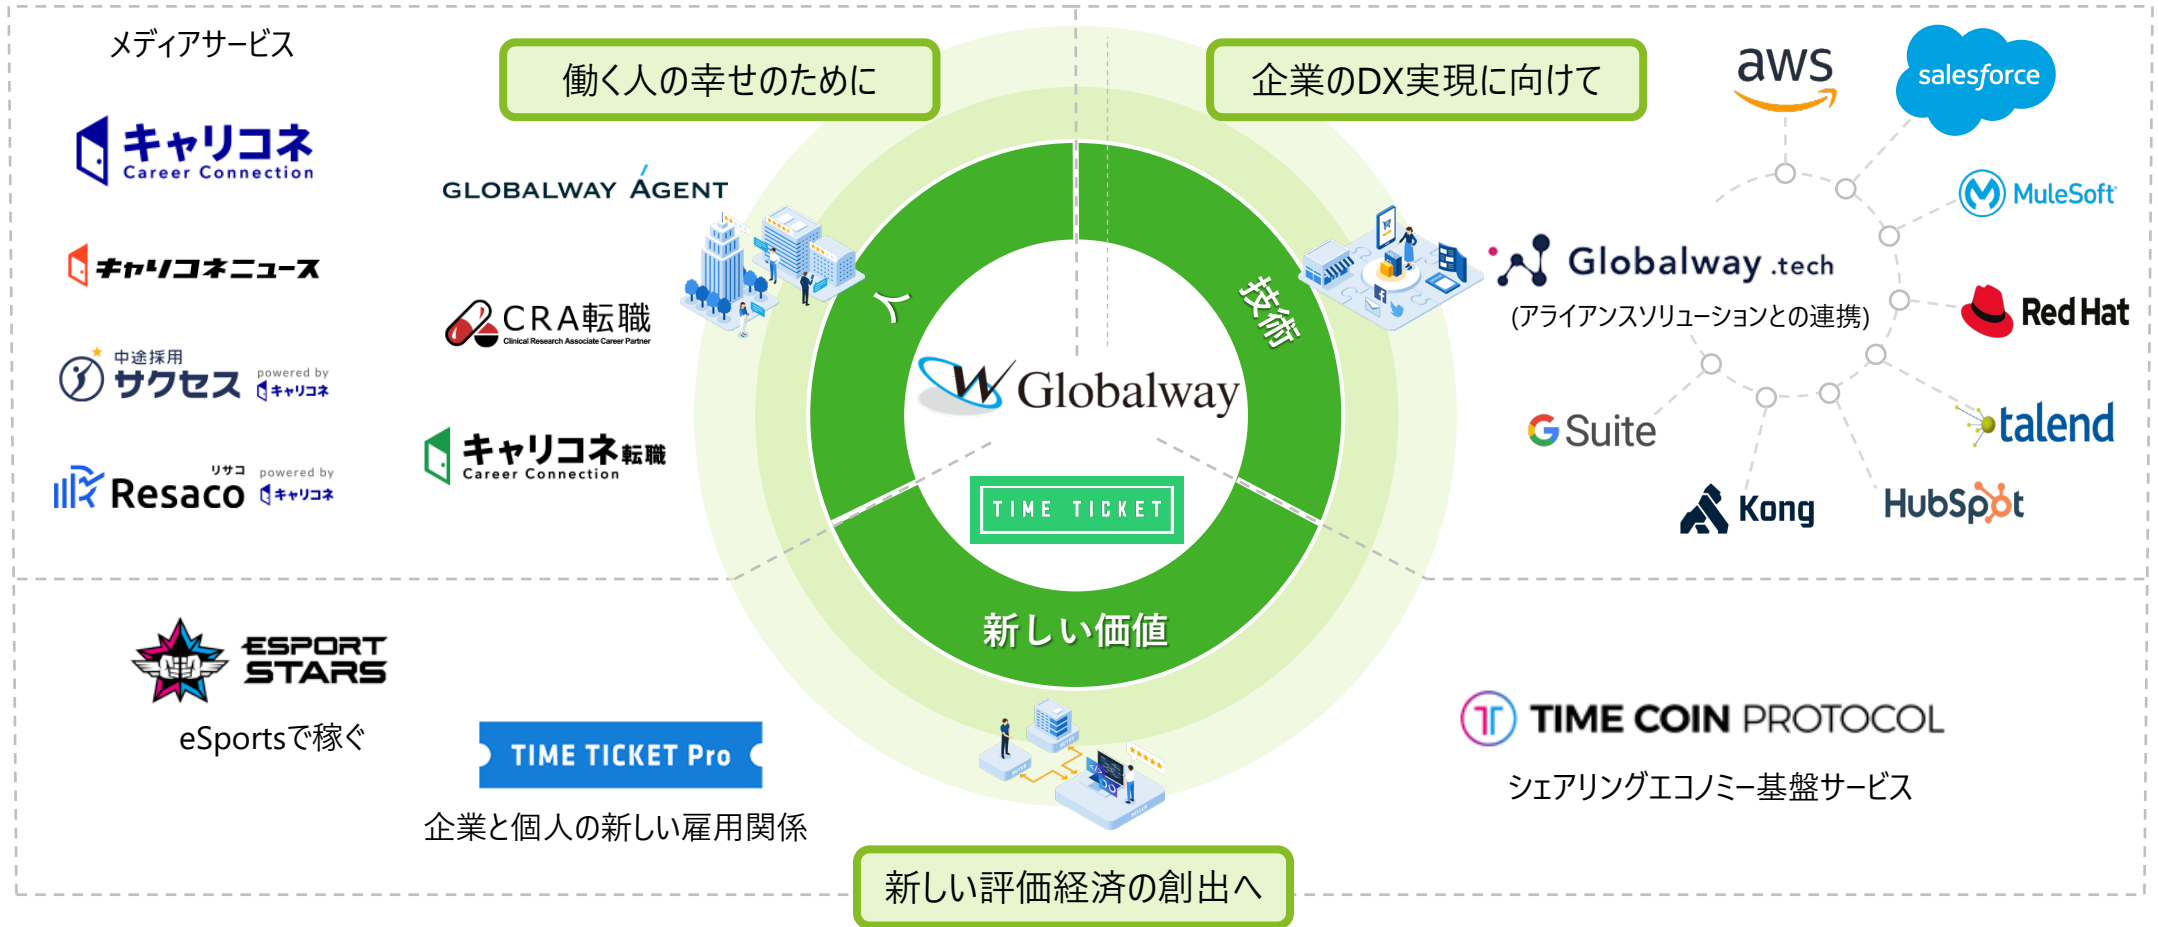 メディアサービス
働く人の幸せのために
企業のDX実現に向けて
キャリコネ
Career Connection
キャリコネニュース
中途採用
サクセス
powered by
キャリコネ
リサコ
Resaco
powered by
キャリコネ
GLOBALWAY AGENT
CRA転職
Clinical Research Associate Career Partner
キャリコネ転職
Career Connection
人
技術
新しい価値
Globalway
TIME TICKET
aws
salesforce
MuleSoft
Globalway.tech
(アライアンスソリューションとの連携)
Red Hat
talend
G Suite
Kong
HubSpot
ESPORT
STARS
eSportsで稼ぐ
TIME TICKET Pro
企業と個人の新しい雇用関係
TIME COIN PROTOCOL
シェアリングエコノミー基盤サービス
新しい評価経済の創出へ